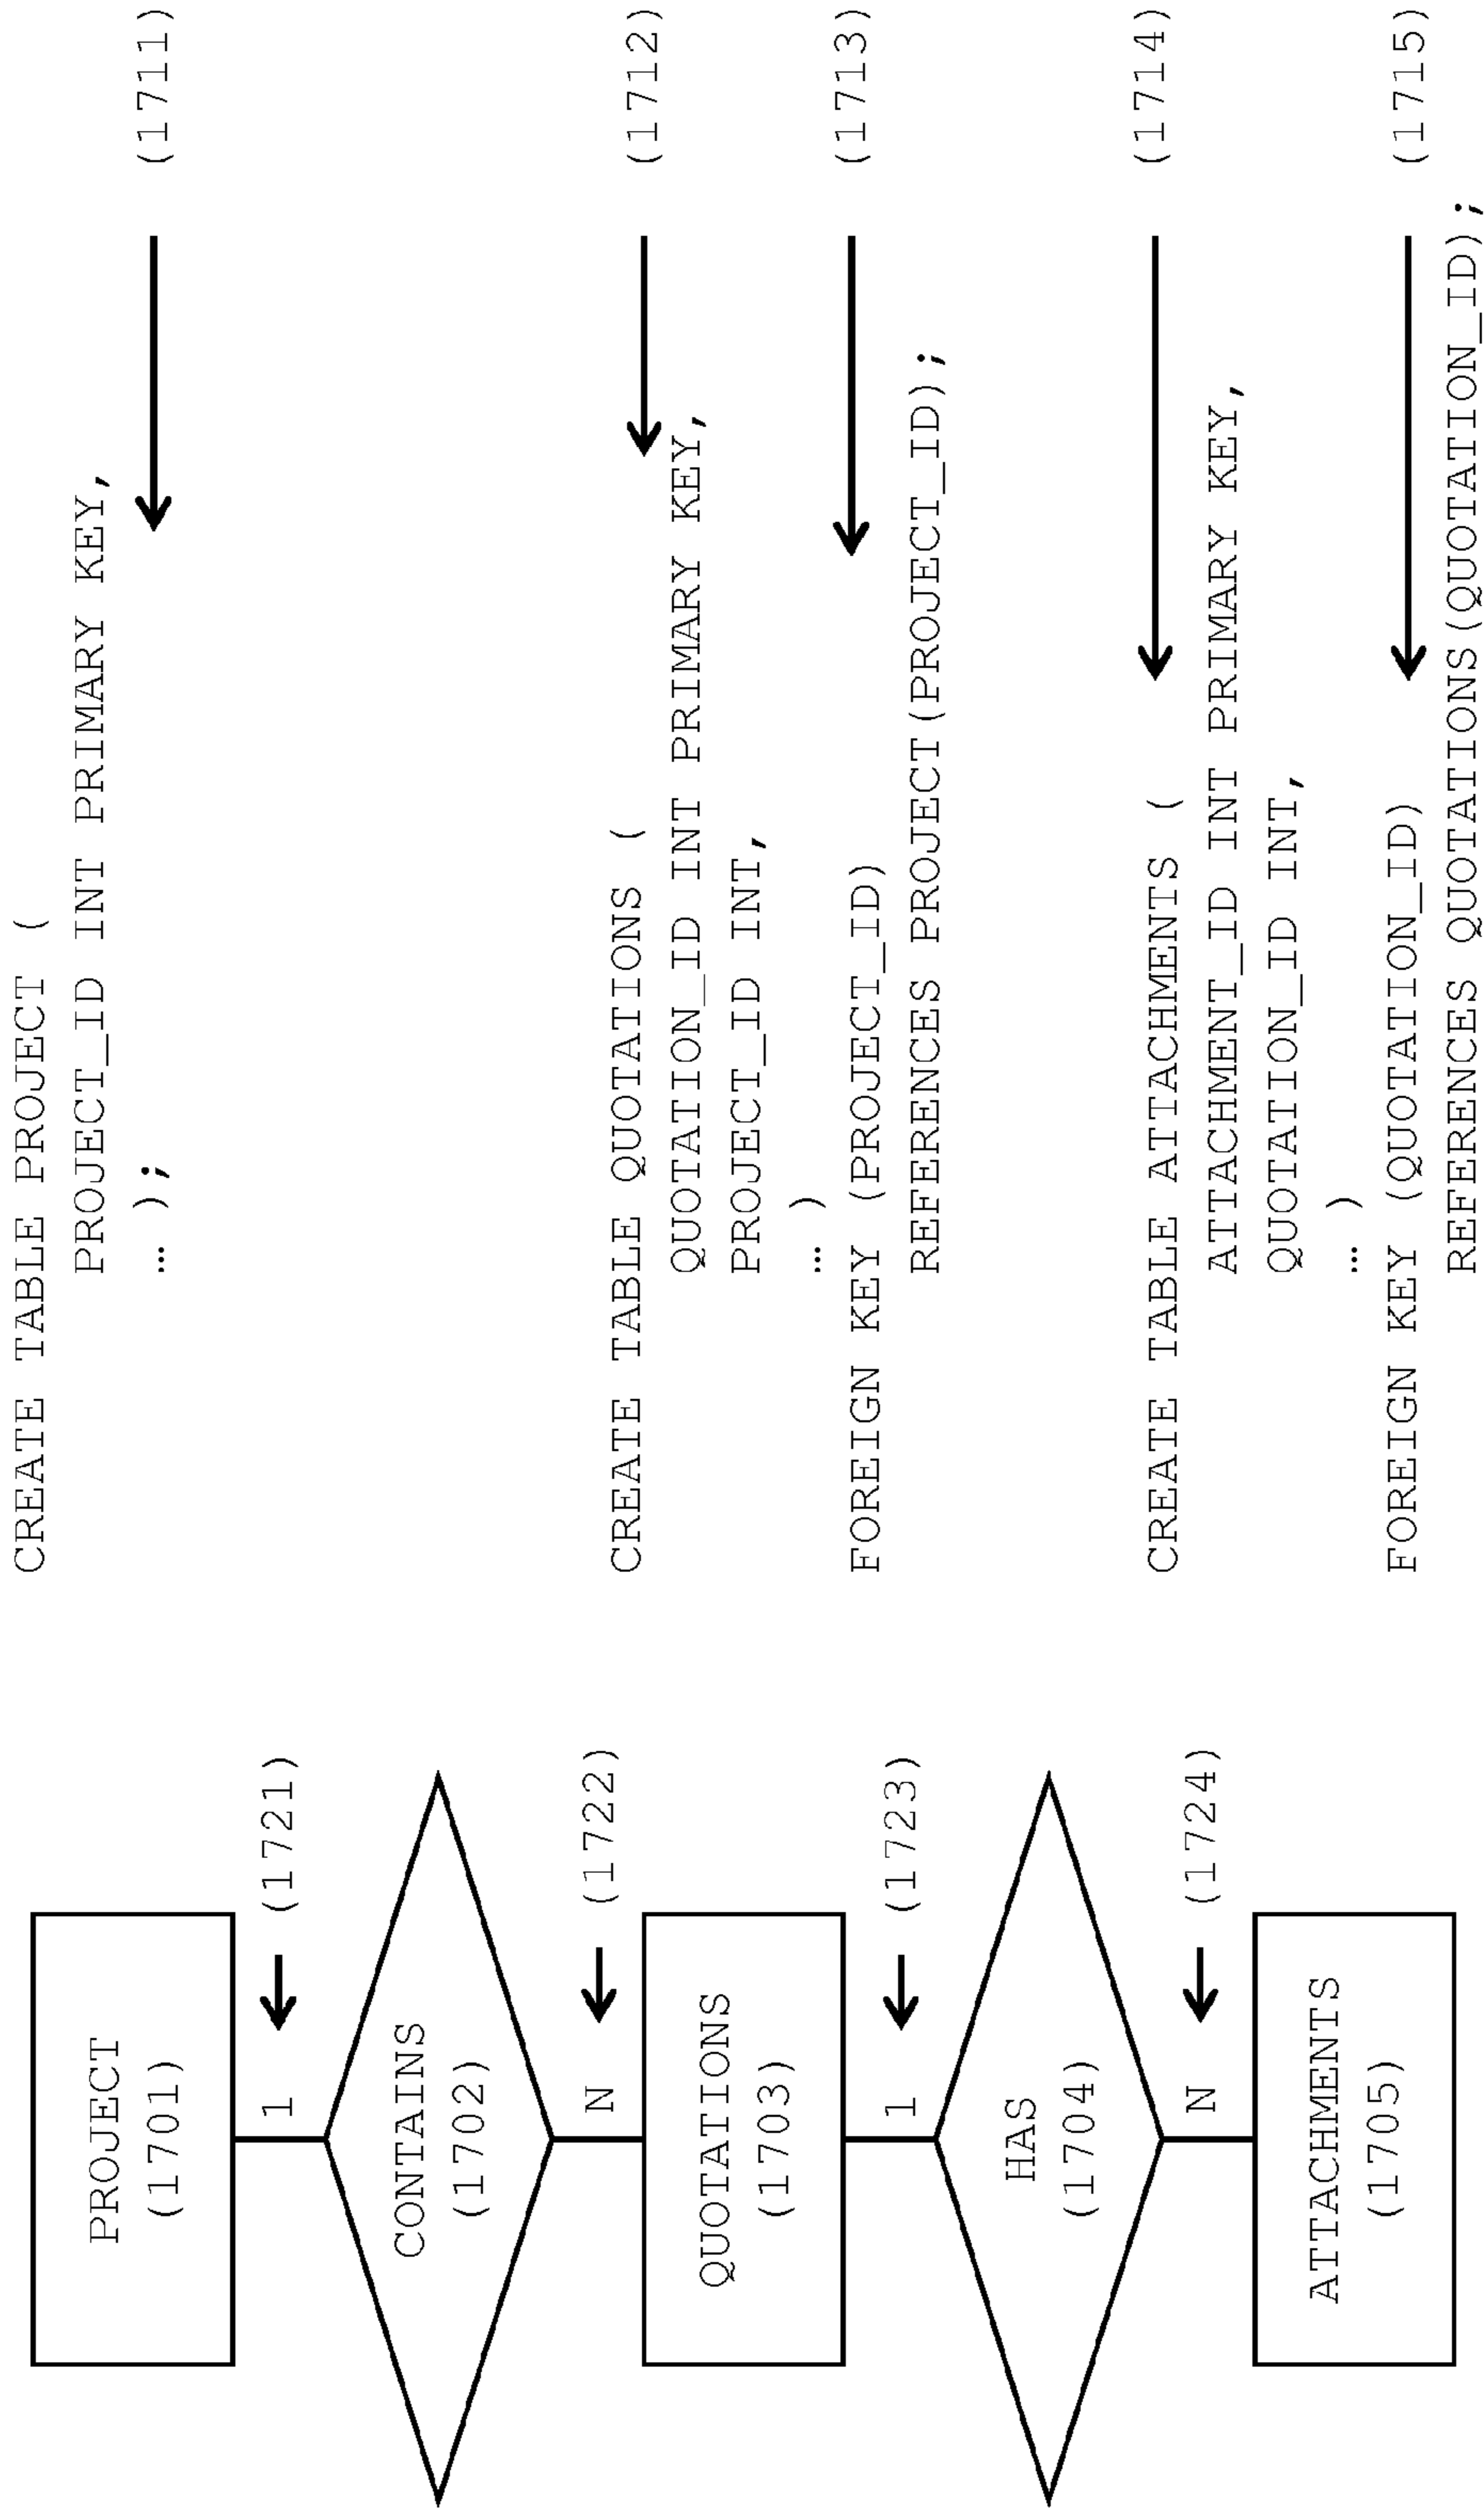 PROJECT
(1701)
1
(1721)
CONTAINS
(1702)
N
(1722)
QUOTATIONS
(1703)
1
(1723)
HAS
(1704)
N
(1724)
ATTACHMENTS
(1705)
CREATE TABLE PROJECT (
PROJECT_ID INT PRIMARY KEY,
… );
(1711)
CREATE TABLE QUOTATIONS (
(1712)
QUOTATION_ID INT PRIMARY KEY,
PROJECT_ID INT,
… )
FOREIGN KEY (PROJECT_ID)
(1713)
REFERENCES PROJECT(PROJECT_ID);
CREATE TABLE ATTACHMENTS (
(1714)
ATTACHMENT_ID INT PRIMARY KEY,
QUOTATION_ID INT,
… )
FOREIGN KEY (QUOTATION_ID)
(1715)
REFERENCES QUOTATIONS(QUOTATION_ID);